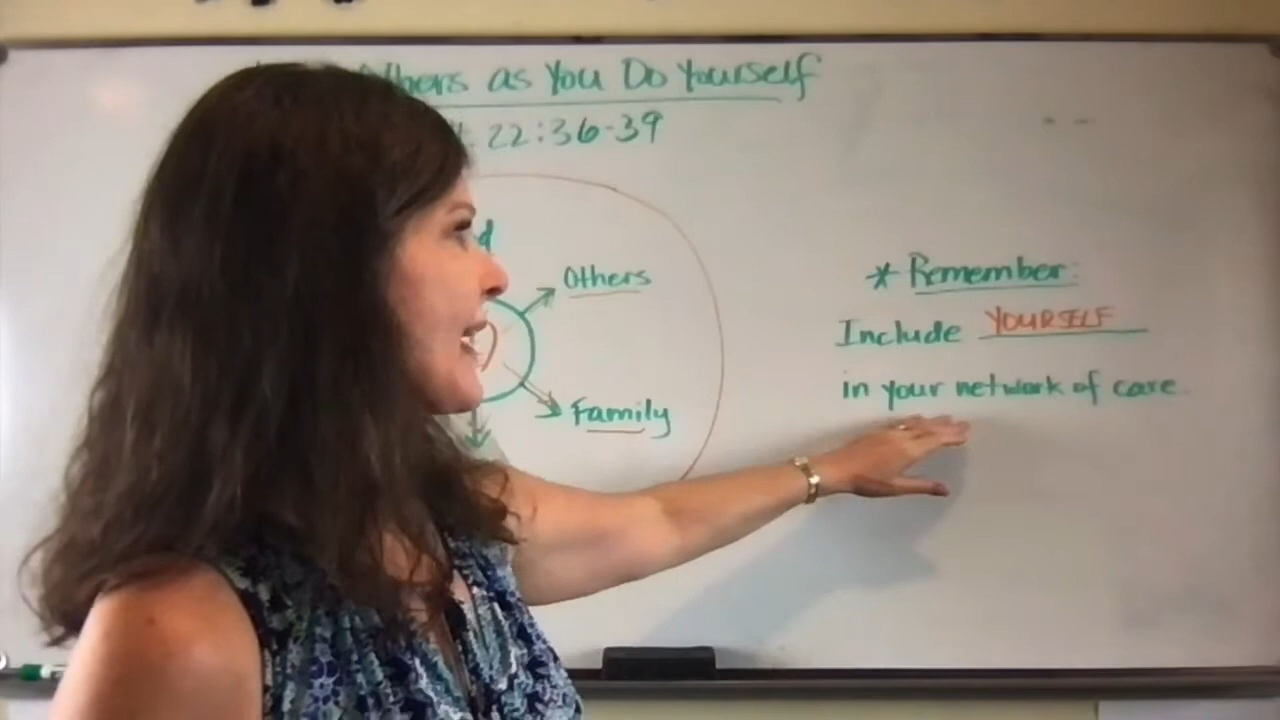 Others as You Do Yourself
22:36-39
Others
Family
* Remember:
Include YOURSELF
in your network of care.